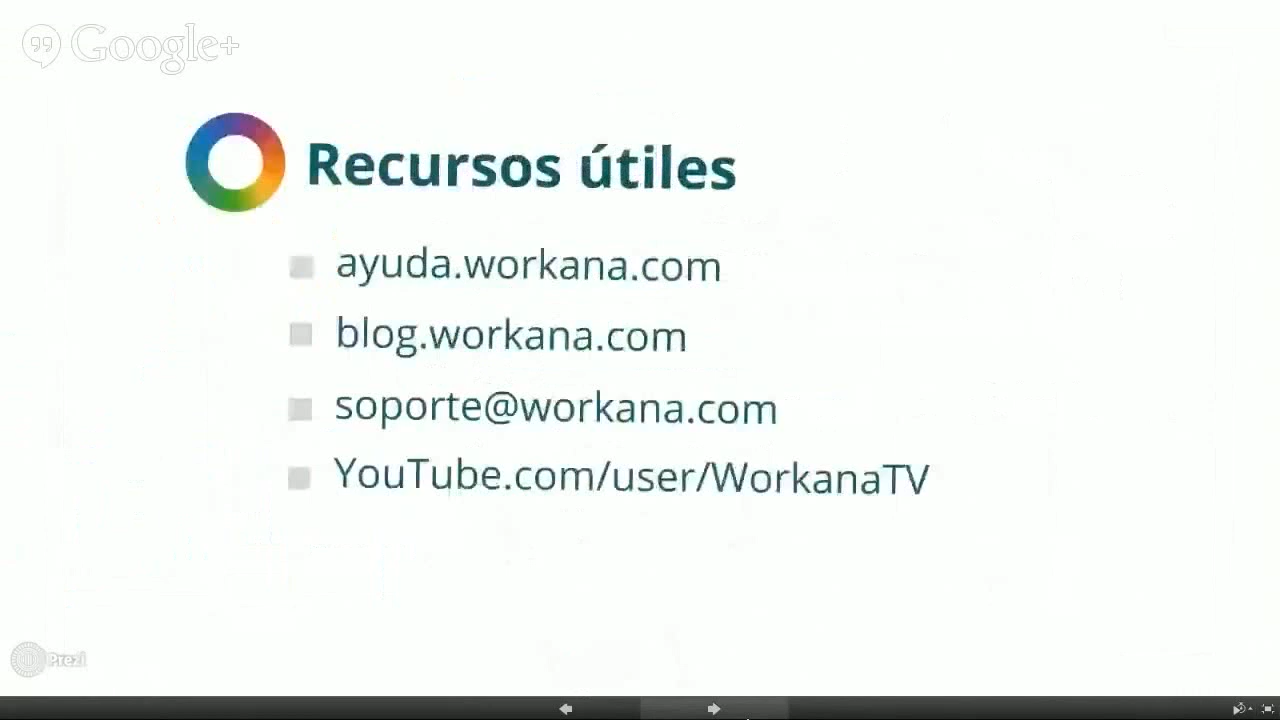 Google+
Recursos útiles
ayuda.workana.com
blog.workana.com
soporte@workana.com
YouTube.com/user/WorkanaTV
Prezi